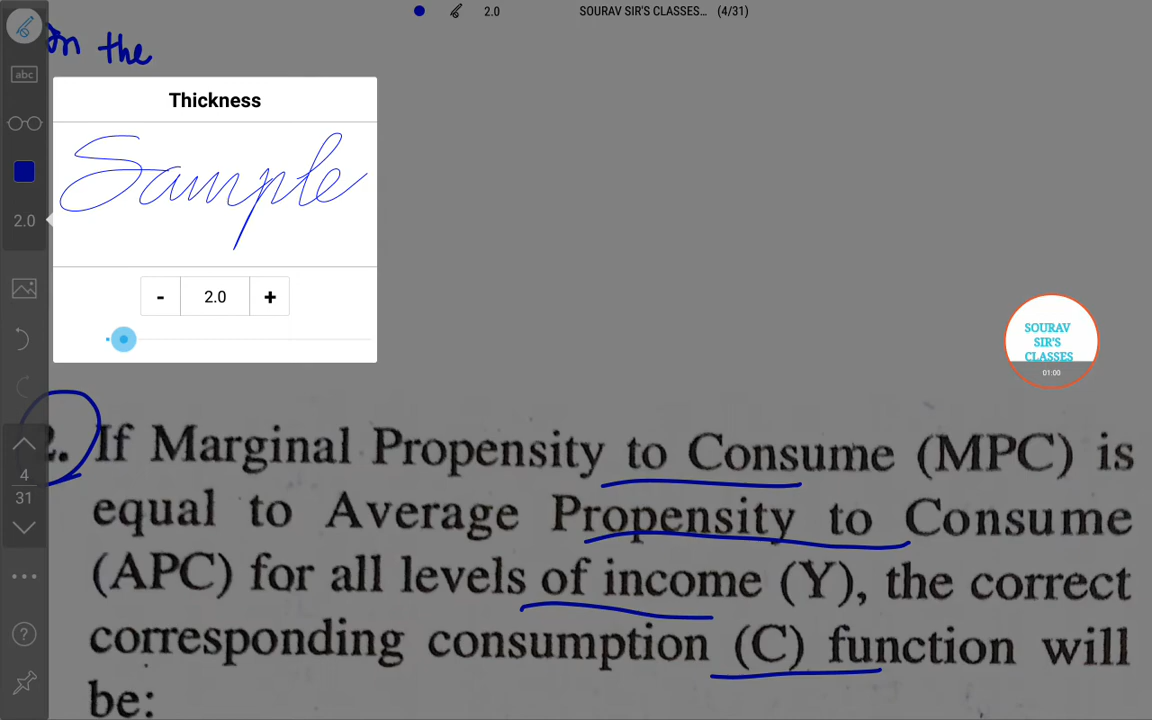 2.0 SOURAV SIR'S CLASSES... (4/31)
In the
abc
Thickness
Sample
2.0
- 2.0 +
SOURAV
SIR'S
CLASSES
01:00
2. If Marginal Propensity to Consume (MPC) is
4
31
equal to Average Propensity to Consume
(APC) for all levels of income (Y), the correct
?
corresponding consumption (C) function will
be: